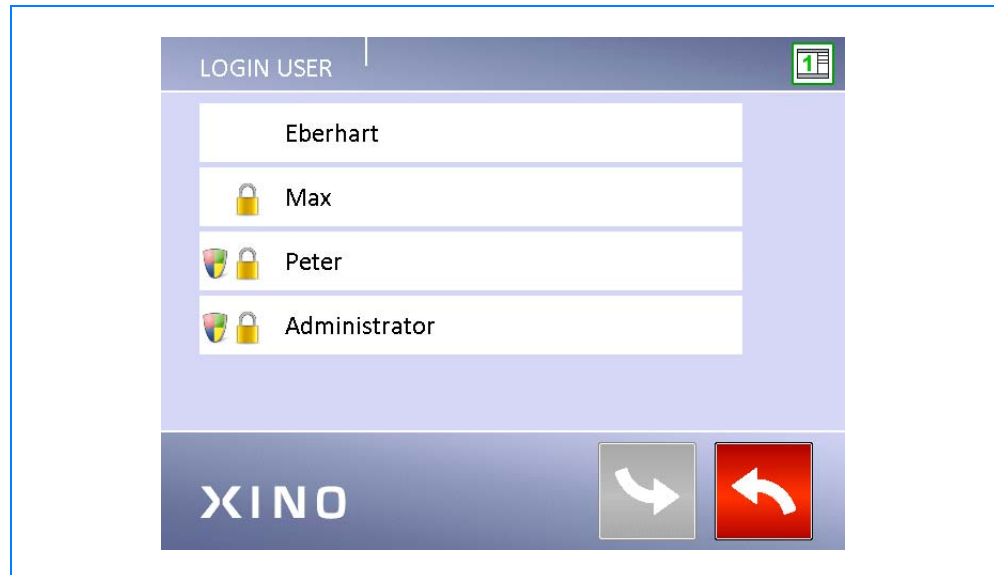 LOGIN USER
1
Eberhart
Max
Peter
Administrator
XINO